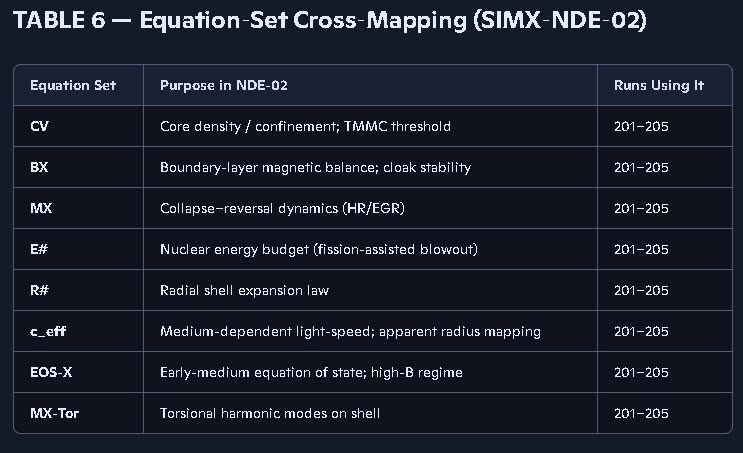 TABLE 6 — Equation-Set Cross-Mapping (SIMX-NDE-02)
Equation Set Purpose in NDE-02 Runs Using It
CV Core density / confinement; TMMC threshold 201–205
BX Boundary-layer magnetic balance; cloak stability 201–205
MX Collapse–reversal dynamics (HR/EGR) 201–205
E# Nuclear energy budget (fission-assisted blowout) 201–205
R# Radial shell expansion law 201–205
c_eff Medium-dependent light-speed; apparent radius mapping 201–205
EOS-X Early-medium equation of state; high-B regime 201–205
MX-Tor Torsional harmonic modes on shell 201–205